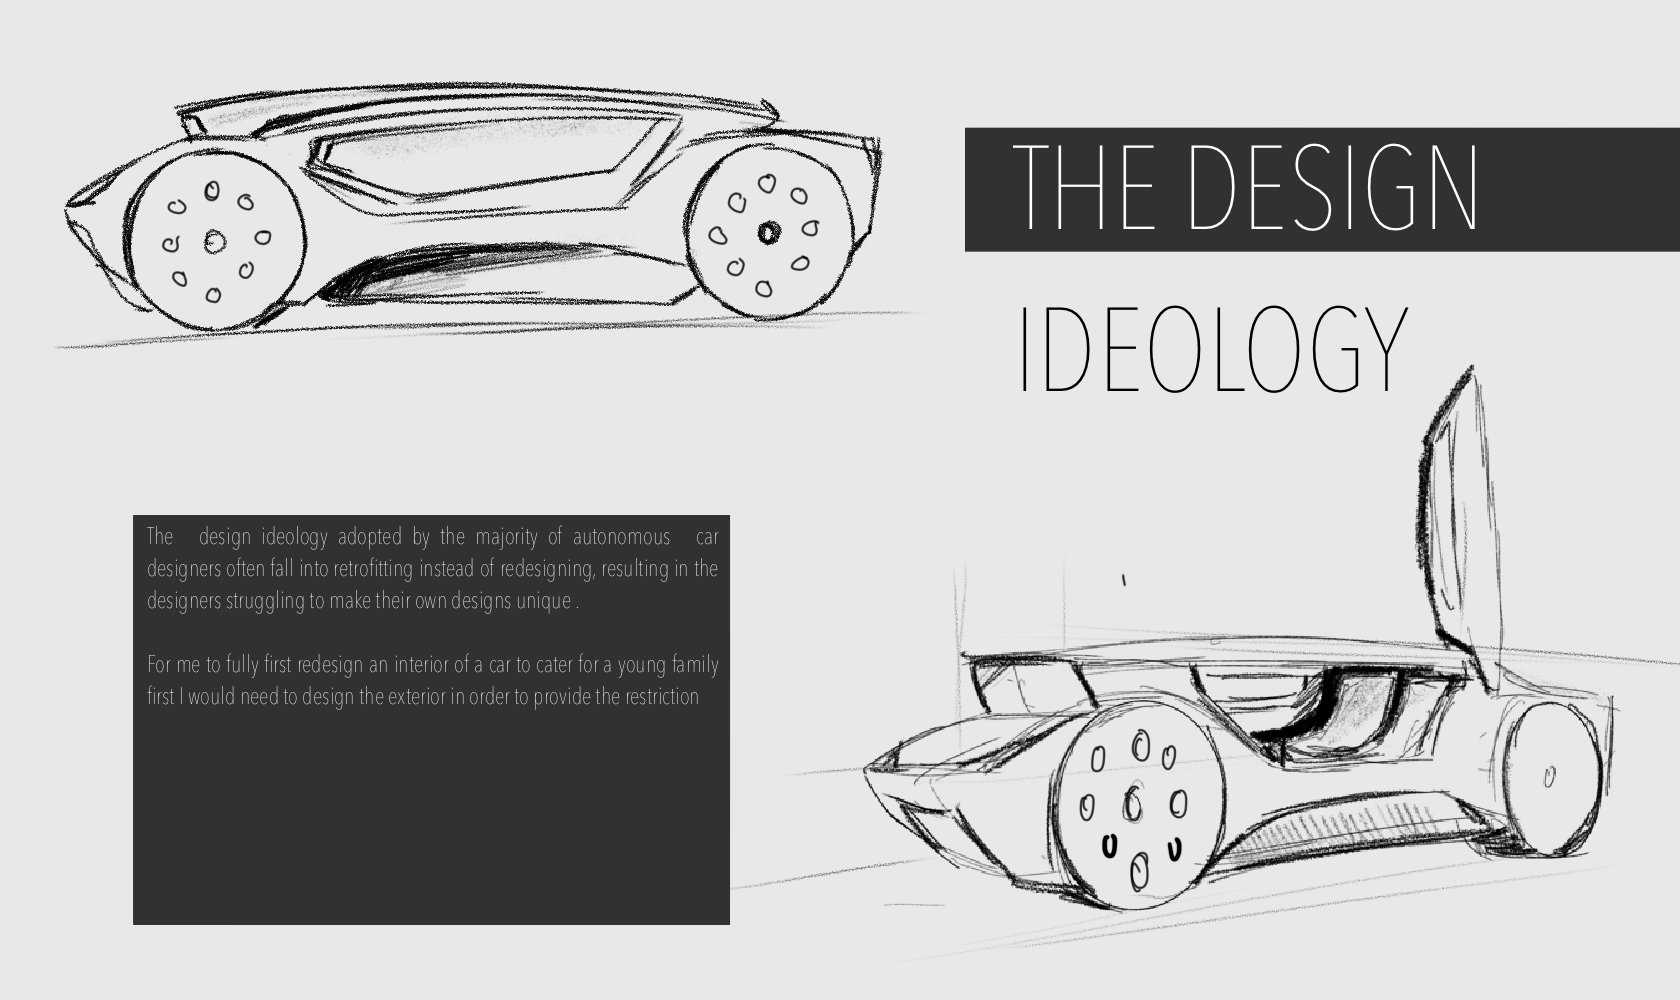 THE DESIGN
IDEOLOGY
The design ideology adopted by the majority of autonomous car
designers often fall into retrofitting instead of redesigning, resulting in the
designers struggling to make their own designs unique .
For me to fully first redesign an interior of a car to cater for a young family
first I would need to design the exterior in order to provide the restriction